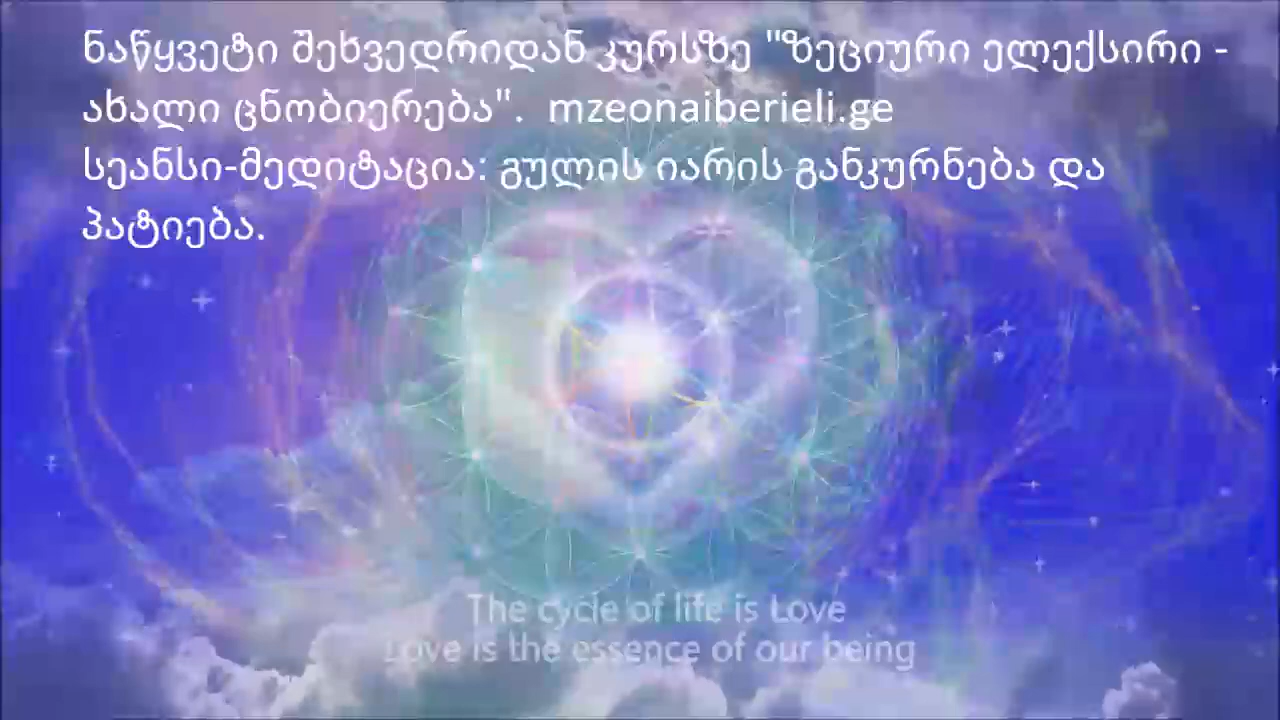 ნაწყვეტი შეხვედრიდან კურსზე "ზეციური ელექსირი -
ახალი ცნობიერება".  mzeonaiberieli.ge
სეანსი-მედიტაცია: გულის იარის განკურნება და
პატიება.
The cycle of life is Love
Love is the essence of our being